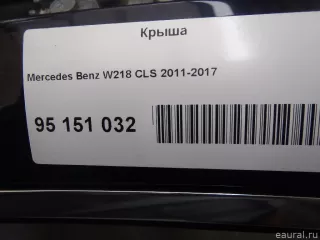 Крыша
Mercedes Benz W218 CLS 2011-2017
95 151 032
© eaural.ru